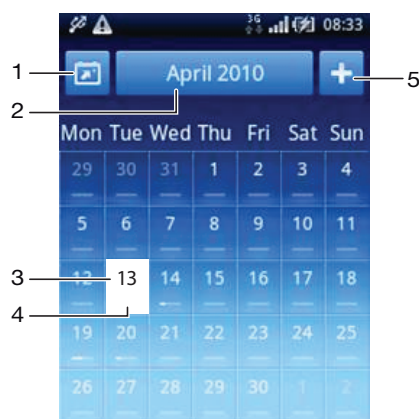 3G 08:33
1 April 2010 5
2
Mon Tue Wed Thu Fri Sat Sun
29 30 31 1 2 3 4
5 6 7 8 9 10 11
3 12 13 14 15 16 17 18
4
19 20 21 22 23 24 25
26 27 28 29 30 1 2